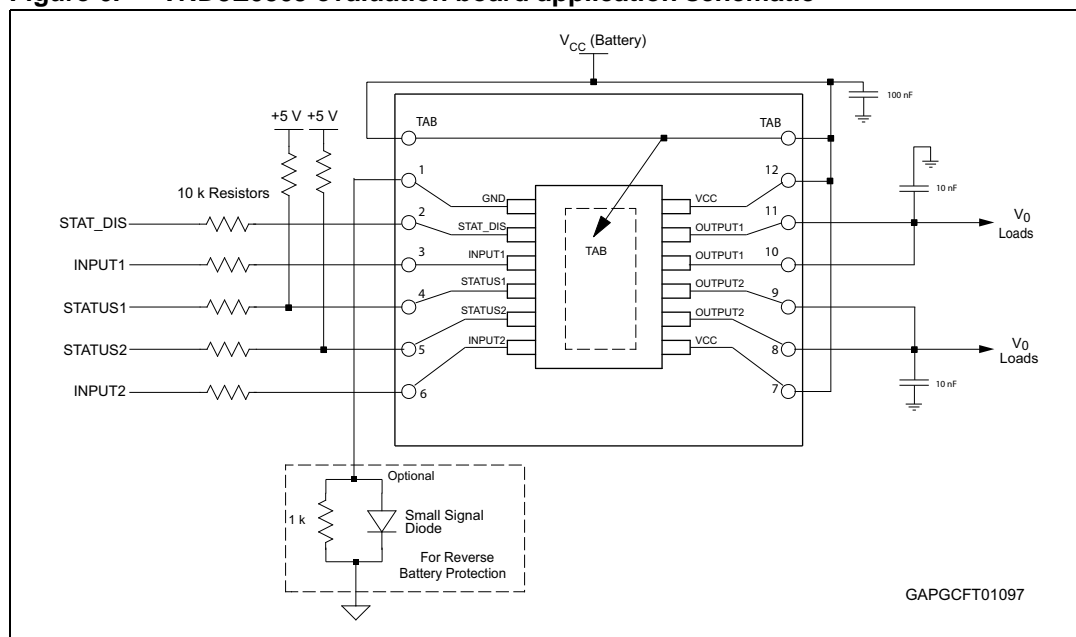 V_CC (Battery)
100 nF
+5 V +5 V
TAB
TAB
1
12
10 nF
10 k Resistors
GND
VCC
STAT_DIS
2
STAT_DIS
OUTPUT1
11
V0
Loads
INPUT1
3
INPUT1
TAB
OUTPUT1
10
STATUS1
4
STATUS1
OUTPUT2
9
STATUS2
5
STATUS2
OUTPUT2
8
V0
Loads
INPUT2
6
INPUT2
VCC
7
10 nF
Optional
1 k
Small Signal
Diode
For Reverse
Battery Protection
GAPGCFT01097